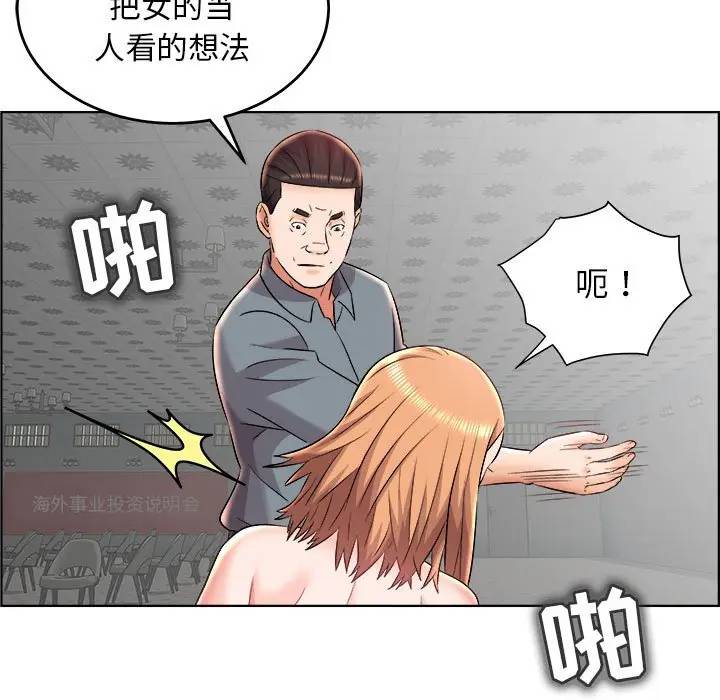 把女的当
人看的想法
啪
呃！
海外事业投资说明会
啪